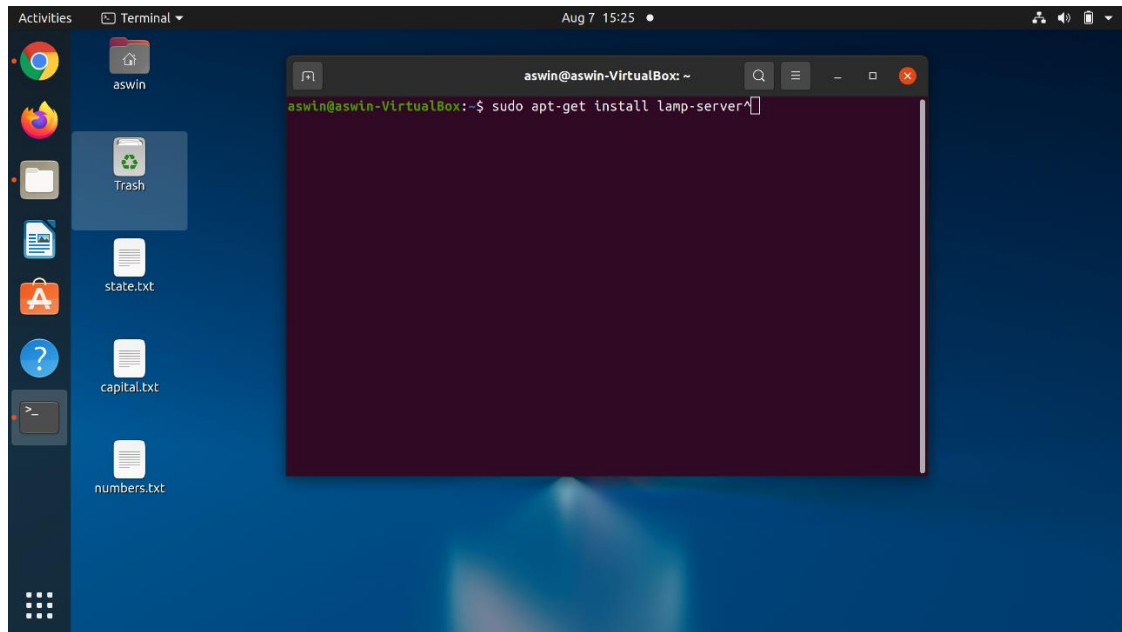 Activities Terminal Aug 7 15:25
aswin
aswin@aswin-VirtualBox: ~
aswin@aswin-VirtualBox:~$ sudo apt-get install lamp-server^
Trash
state.txt
capital.txt
numbers.txt